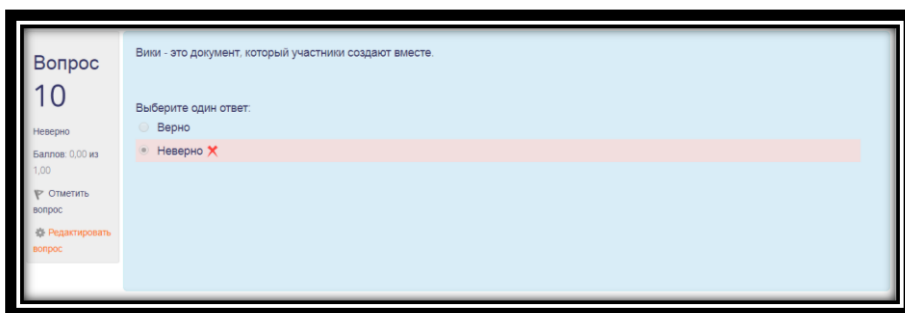 Вопрос
10
Неверно
Баллов: 0,00 из
1,00
Отметить
вопрос
Редактировать
вопрос
Вики - это документ, который участники создают вместе.
Выберите один ответ:
Верно
Неверно